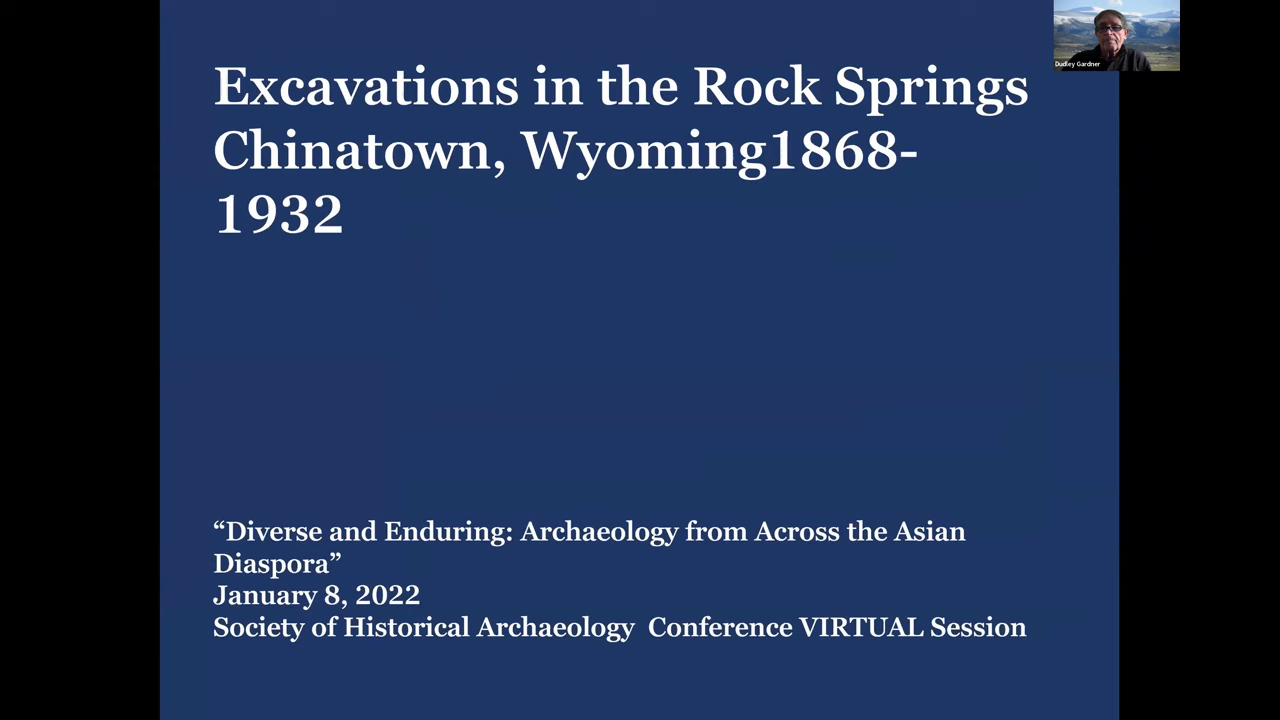 Excavations in the Rock Springs
Chinatown, Wyoming1868-
1932
Dudley Gardner
“Diverse and Enduring: Archaeology from Across the Asian
Diaspora”
January 8, 2022
Society of Historical Archaeology  Conference VIRTUAL Session